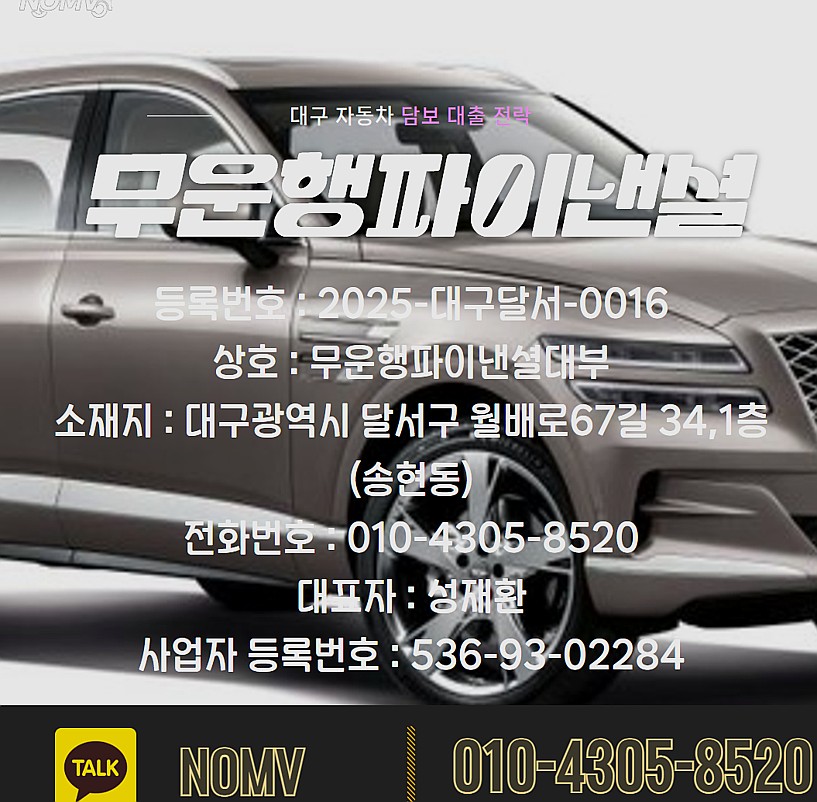 NOMV
대구 자동차 담보 대출 전략
무운행파이낸셜
등록번호 : 2025-대구달서-0016
상호 : 무운행파이낸셜대부
소재지 : 대구광역시 달서구 월배로67길 34,1층
(송현동)
전화번호 : 010-4305-8520
대표자 : 성재환
사업자 등록번호 : 536-93-02284
TALK NOMV 010-4305-8520